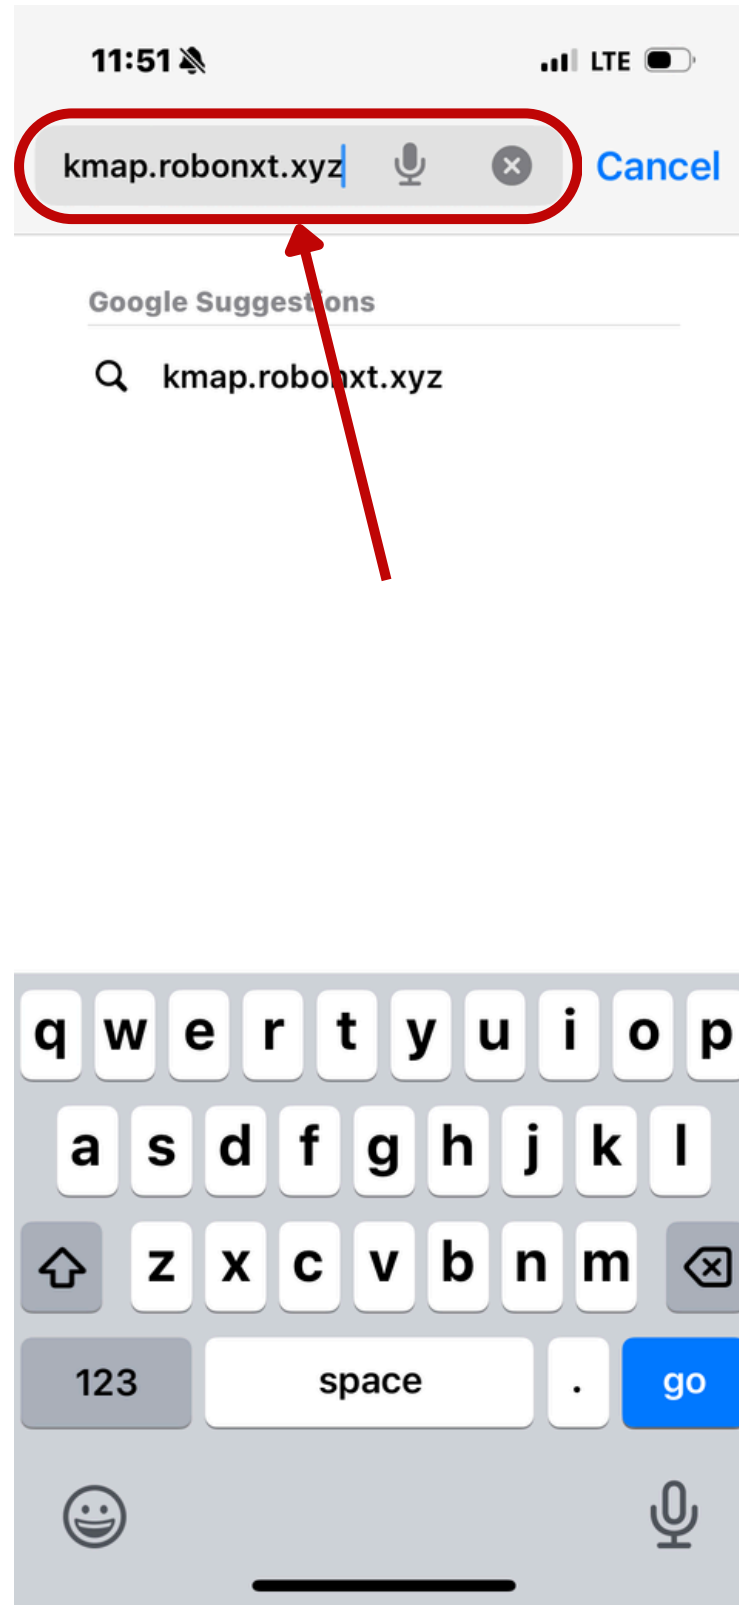 11:51 LTE
kmap.robonxt.xyz Cancel
Google Suggestions
kmap.robonxt.xyz
q w e r t y u i o p
a s d f g h j k l
z x c v b n m
123 space . go